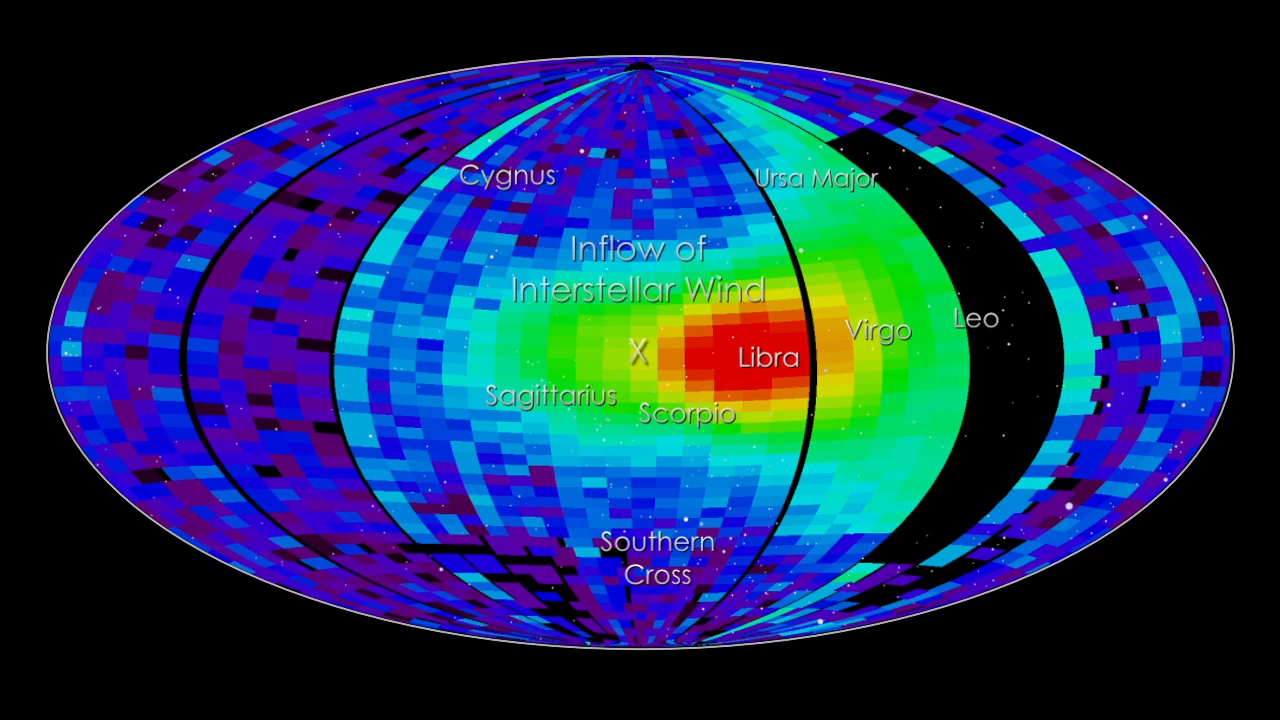 Cygnus
Ursa Major
Inflow of
Interstellar Wind
Leo
Virgo
X
Libra
Sagittarius
Scorpio
Southern
Cross